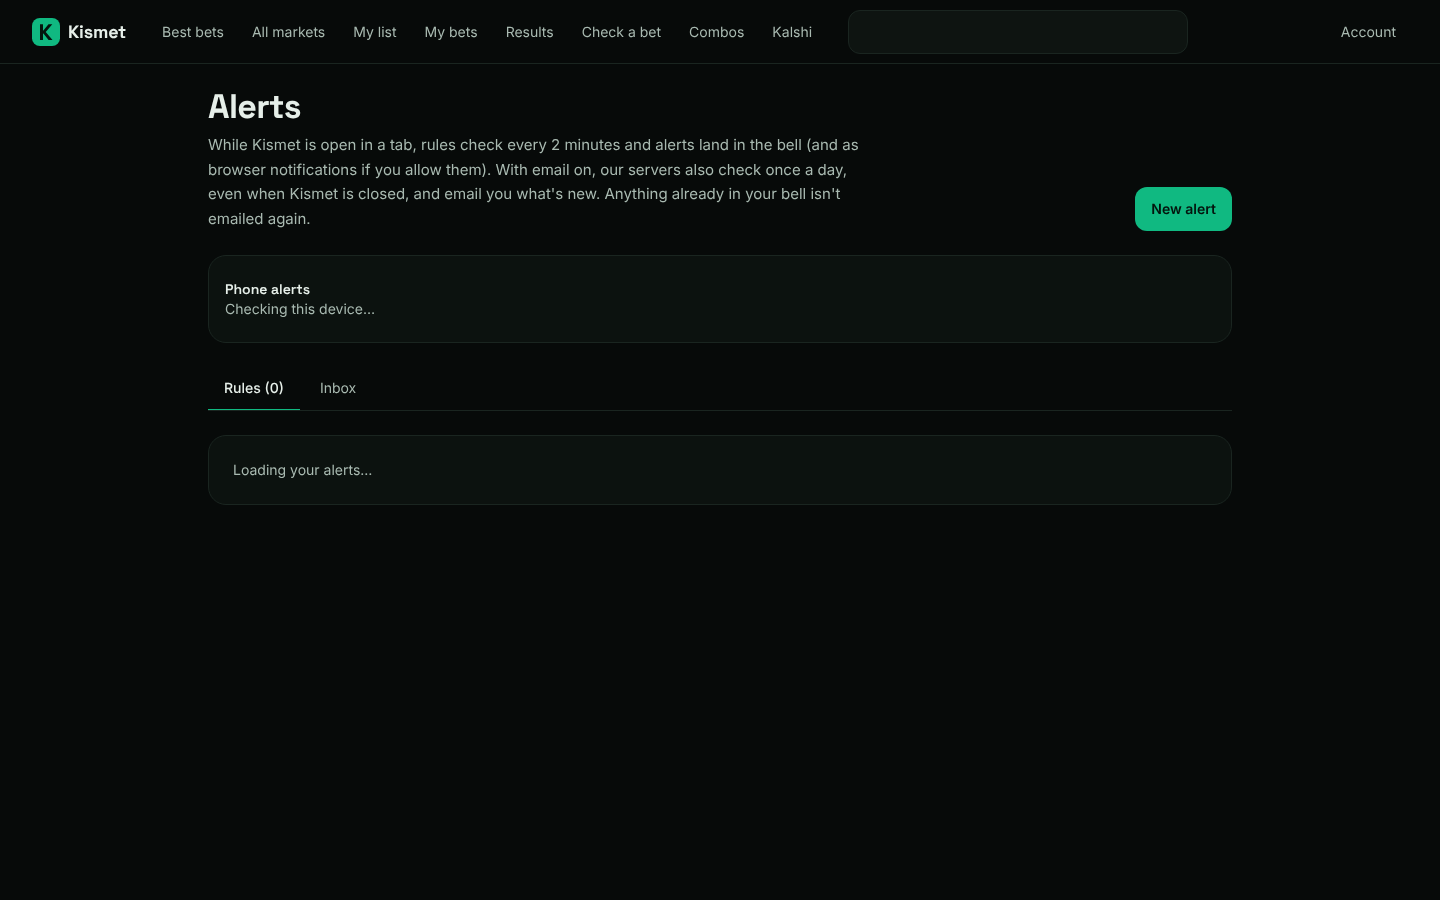 K Kismet Best bets All markets My list My bets Results Check a bet Combos Kalshi Account
Alerts
While Kismet is open in a tab, rules check every 2 minutes and alerts land in the bell (and as
browser notifications if you allow them). With email on, our servers also check once a day,
even when Kismet is closed, and email you what's new. Anything already in your bell isn't
emailed again.
New alert
Phone alerts
Checking this device...
Rules (0) Inbox
Loading your alerts...